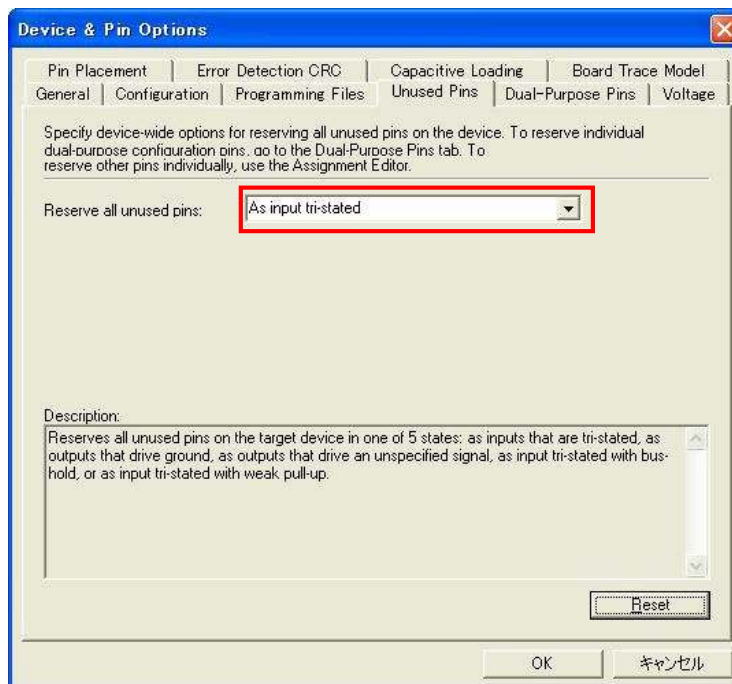 Device & Pin Options
Pin Placement
Error Detection CRC
Capacitive Loading
Board Trace Model
General
Configuration
Programming Files
Unused Pins
Dual-Purpose Pins
Voltage
Specify device-wide options for reserving all unused pins on the device. To reserve individual
dual-purpose configuration pins, go to the Dual-Purpose Pins tab. To
reserve other pins individually, use the Assignment Editor.
Reserve all unused pins:
As input tri-stated
Description:
Reserves all unused pins on the target device in one of 5 states: as inputs that are tri-stated, as
outputs that drive ground, as outputs that drive an unspecified signal, as input tri-stated with bus-
hold, or as input tri-stated with weak pull-up.
Reset
OK
キャンセル